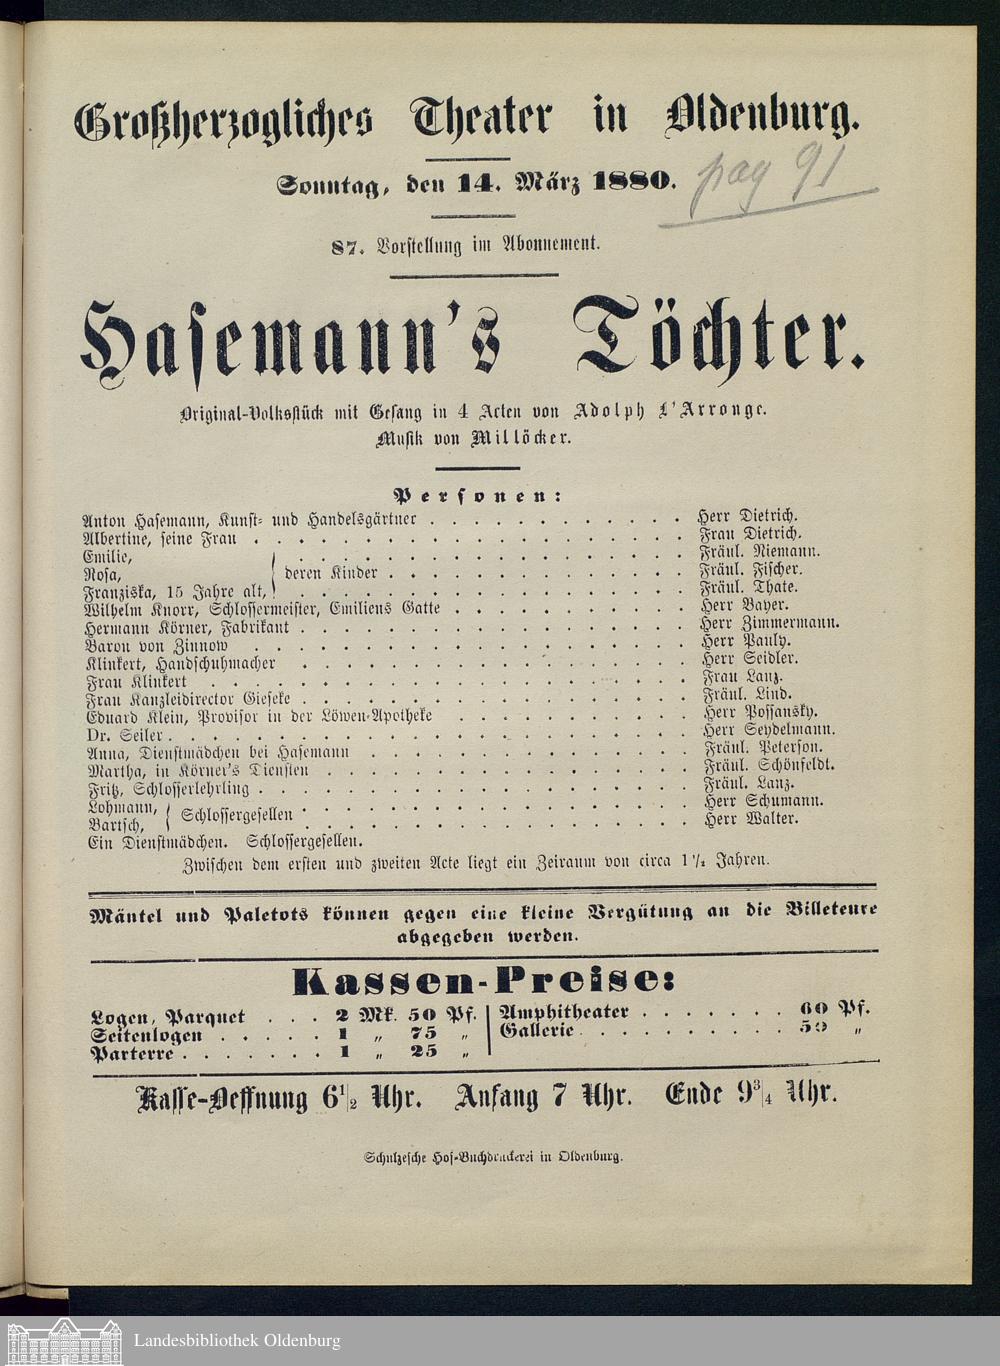 Großherzogliches Theater in Oldenburg.
Sonntag, den 14. März 1880.
pag 91
87. Vorstellung im Abonnement.
Hasemann's Töchter.
Original-Volksstück mit Gesang in 4 Acten von Adolph L'Arronge.
Musik von Millöcker.
Personen:
Anton Hasemann, Kunst- und Handelsgärtner . . . . . . . . . . . . Herr Dietrich.
Albertine, seine Frau . . . . . . . . . . . . Frau Dietrich.
Emilie, . . . . . . . . . . . . Fräul. Niemann.
Rosa, } deren Kinder . . . . . . . . . . . . Fräul. Fischer.
Franziska, 15 Jahre alt, . . . . . . . . . . . . Fräul. Thate.
Wilhelm Knorr, Schlossermeister, Emiliens Gatte . . . . . . . . . . . . Herr Bayer.
Hermann Körner, Fabrikant . . . . . . . . . . . . Herr Zimmermann.
Baron von Zinnow . . . . . . . . . . . . Herr Pauly.
Klinkert, Handschuhmacher . . . . . . . . . . . . Herr Seidler.
Frau Klinkert . . . . . . . . . . . . Frau Lanz.
Frau Kanzleidirector Gieseke . . . . . . . . . . . . Fräul. Lind.
Eduard Klein, Provisor in der Löwen-Apotheke . . . . . . . . . . . . Herr Possansky.
Dr. Seiler . . . . . . . . . . . . Herr Seydelmann.
Anna, Dienstmädchen bei Hasemann . . . . . . . . . . . . Fräul. Peterson.
Martha, in Körner's Diensten . . . . . . . . . . . . Fräul. Schönfeldt.
Fritz, Schlosserlehrling . . . . . . . . . . . . Fräul. Lanz.
Lohmann, } Schlossergesellen . . . . . . . . . . . . Herr Schumann.
Bartsch, . . . . . . . . . . . . Herr Walter.
Ein Dienstmädchen. Schlossergesellen.
Zwischen dem ersten und zweiten Acte liegt ein Zeiraum von circa 1 1/2 Jahren.
Mäntel und Paletots können gegen eine kleine Vergütung an die Billeteure
abgegeben werden.
Kassen-Preise:
Logen, Parquet . . . 2 Mk. 50 Pf.
Seitenlogen . . . . . 1 „ 75 „
Parterre . . . . . . . 1 „ 25 „
Amphitheater . . . . . . . 60 Pf.
Gallerie . . . . . . . . . 50 „
Kasse-Oeffnung 6 1/2 Uhr. Anfang 7 Uhr. Ende 9 3/4 Uhr.
Schulzesche Hof-Buchdruckerei in Oldenburg.
Landesbibliothek Oldenburg